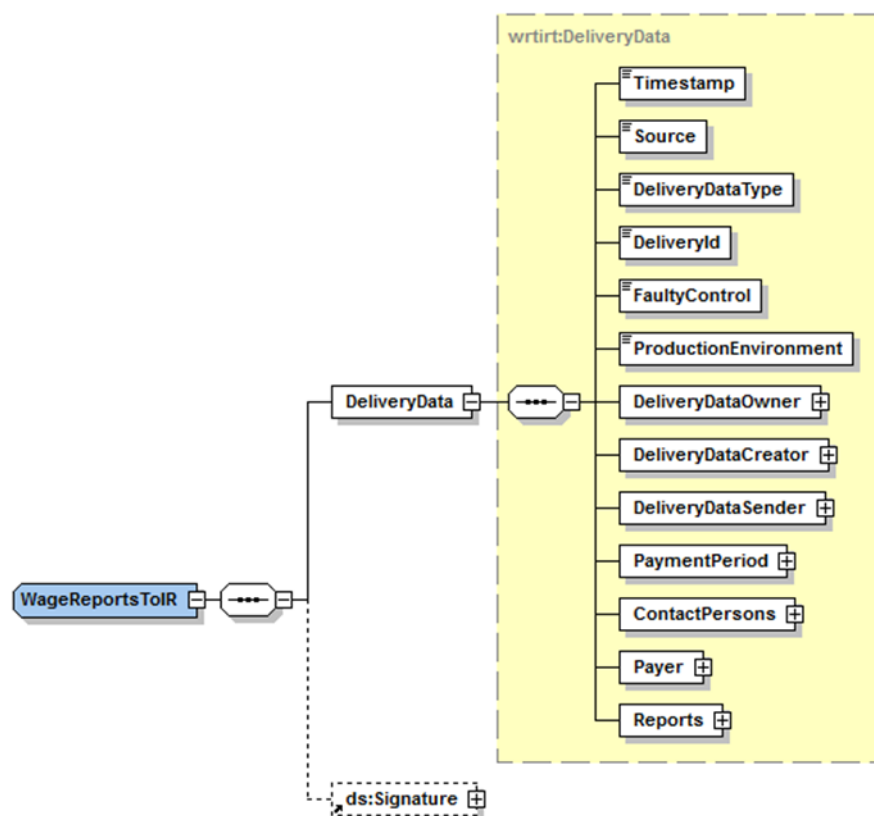 wrtirt:DeliveryData
Timestamp
Source
DeliveryDataType
DeliveryId
FaultyControl
ProductionEnvironment
DeliveryData
DeliveryDataOwner
DeliveryDataCreator
DeliveryDataSender
PaymentPeriod
WageReportsToIR
ContactPersons
Payer
Reports
ds:Signature